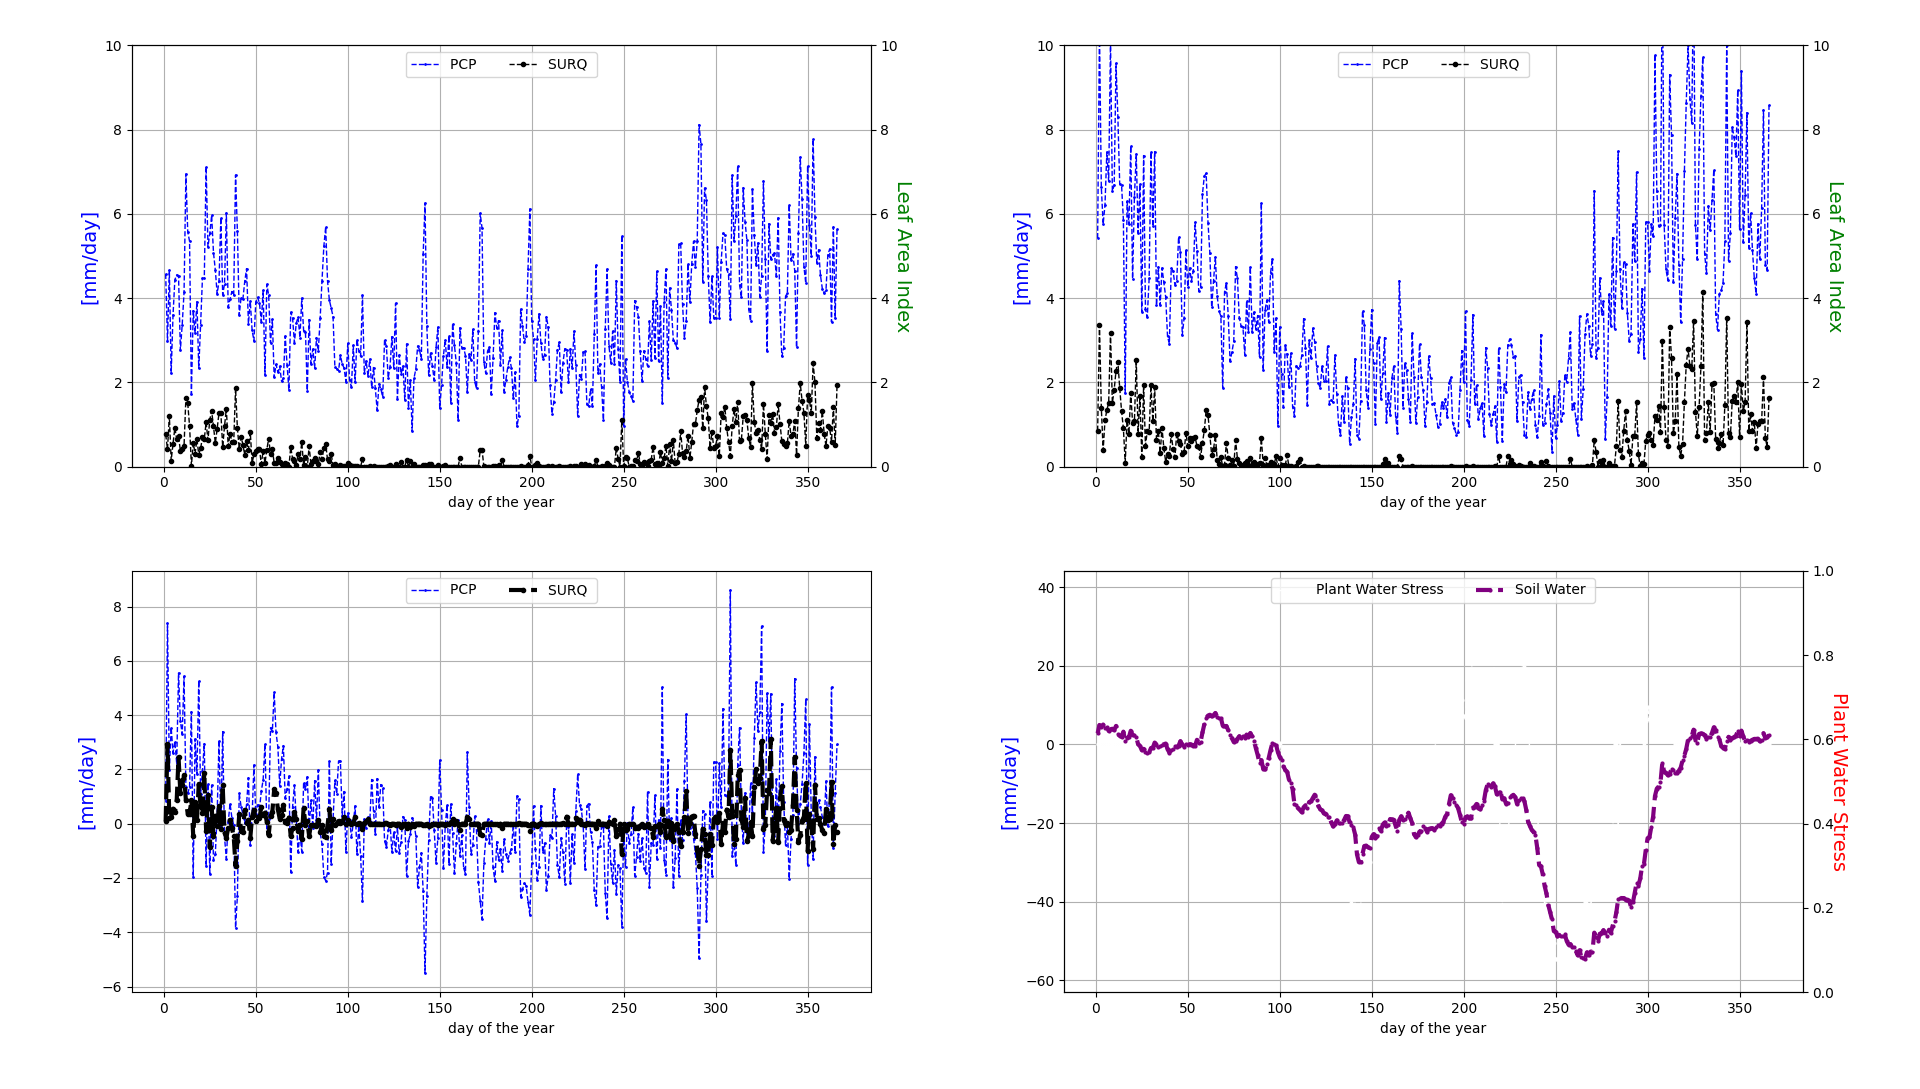 PCP SURQ
10 10
8 8
6 6
4 4
2 2
0 0
[mm/day]
Leaf Area Index
0 50 100 150 200 250 300 350
day of the year
PCP SURQ
10 10
8 8
6 6
4 4
2 2
0 0
[mm/day]
Leaf Area Index
0 50 100 150 200 250 300 350
day of the year
PCP SURQ
8
6
4
2
0
−2
−4
−6
[mm/day]
0 50 100 150 200 250 300 350
day of the year
Plant Water Stress Soil Water
40
20
0
−20
−40
−60
[mm/day]
1.0
0.8
0.6
0.4
0.2
0.0
Plant Water Stress
0 50 100 150 200 250 300 350
day of the year